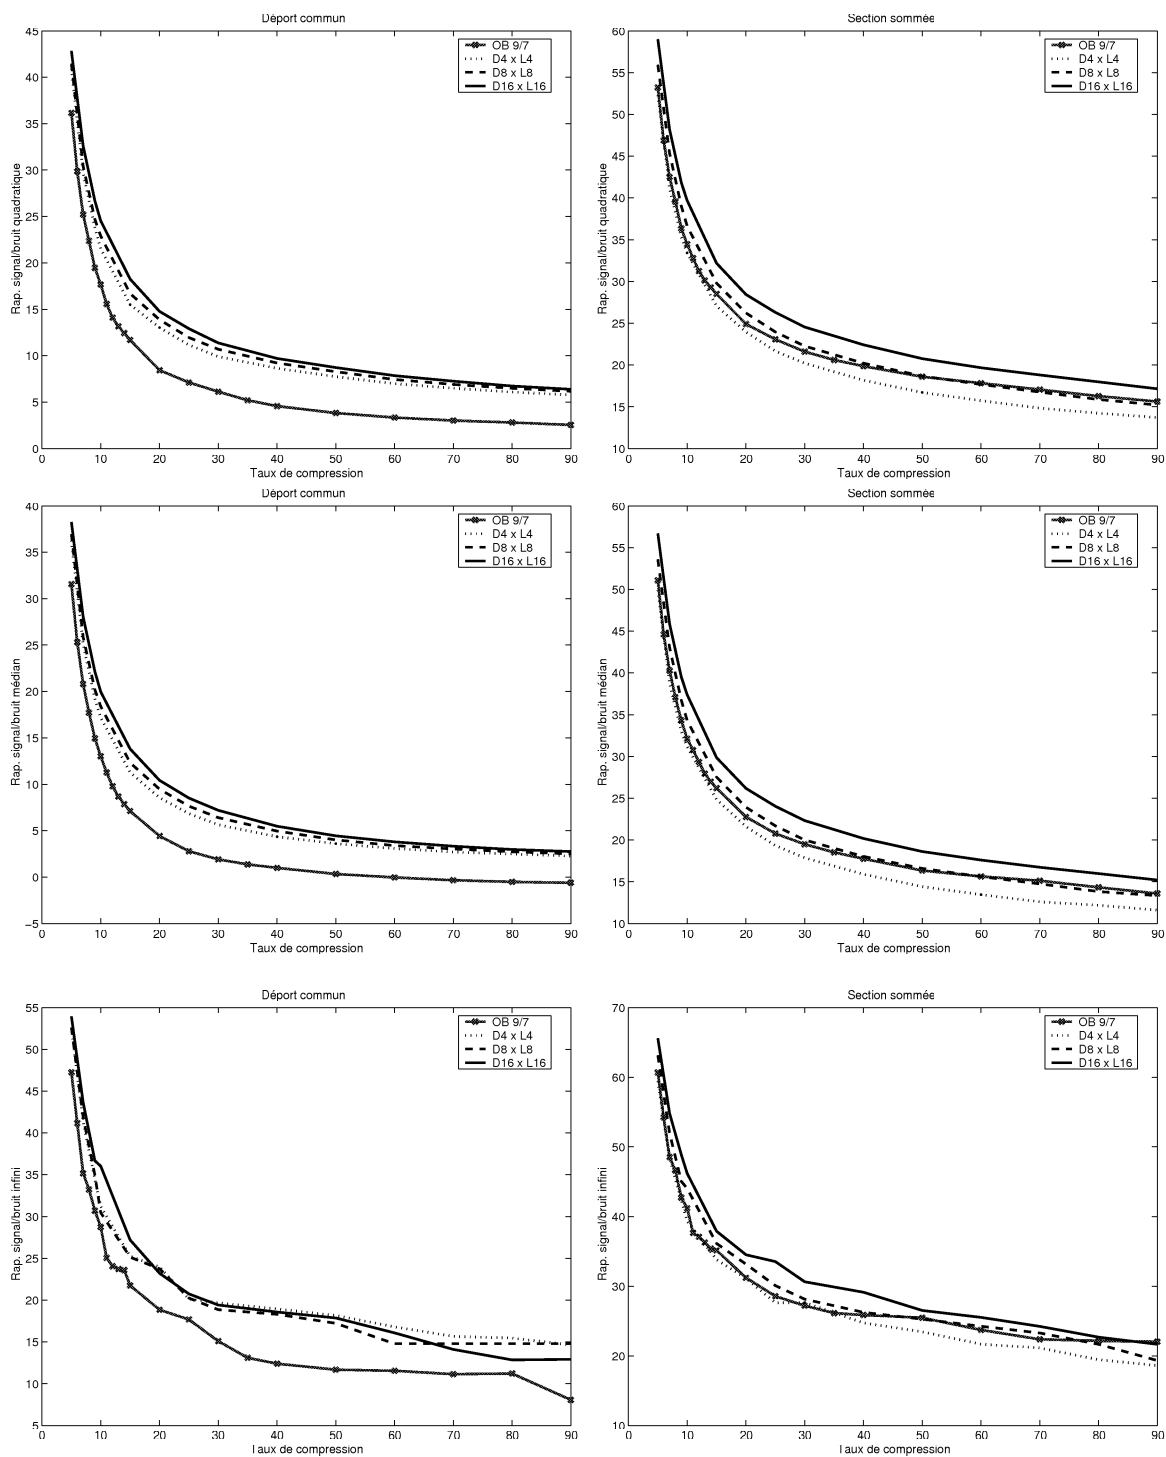 Déport commun
Rap. signal/bruit quadratique
45
40
35
30
25
20
15
10
5
0
OB 9/7
D4 x L4
D8 x L8
D16 x L16
0 10 20 30 40 50 60 70 80 90
Taux de compression
Section sommée
Rap. signal/bruit quadratique
60
55
50
45
40
35
30
25
20
15
10
OB 9/7
D4 x L4
D8 x L8
D16 x L16
0 10 20 30 40 50 60 70 80 90
Taux de compression
Déport commun
Rap. signal/bruit médian
40
35
30
25
20
15
10
5
0
−5
OB 9/7
D4 x L4
D8 x L8
D16 x L16
0 10 20 30 40 50 60 70 80 90
Taux de compression
Section sommée
Rap. signal/bruit médian
60
55
50
45
40
35
30
25
20
15
10
OB 9/7
D4 x L4
D8 x L8
D16 x L16
0 10 20 30 40 50 60 70 80 90
Taux de compression
Déport commun
Rap. signal/bruit infini
55
50
45
40
35
30
25
20
15
10
5
OB 9/7
D4 x L4
D8 x L8
D16 x L16
0 10 20 30 40 50 60 70 80 90
Taux de compression
Section sommée
Rap. signal/bruit infini
70
60
50
40
30
20
10
OB 9/7
D4 x L4
D8 x L8
D16 x L16
0 10 20 30 40 50 60 70 80 90
Taux de compression